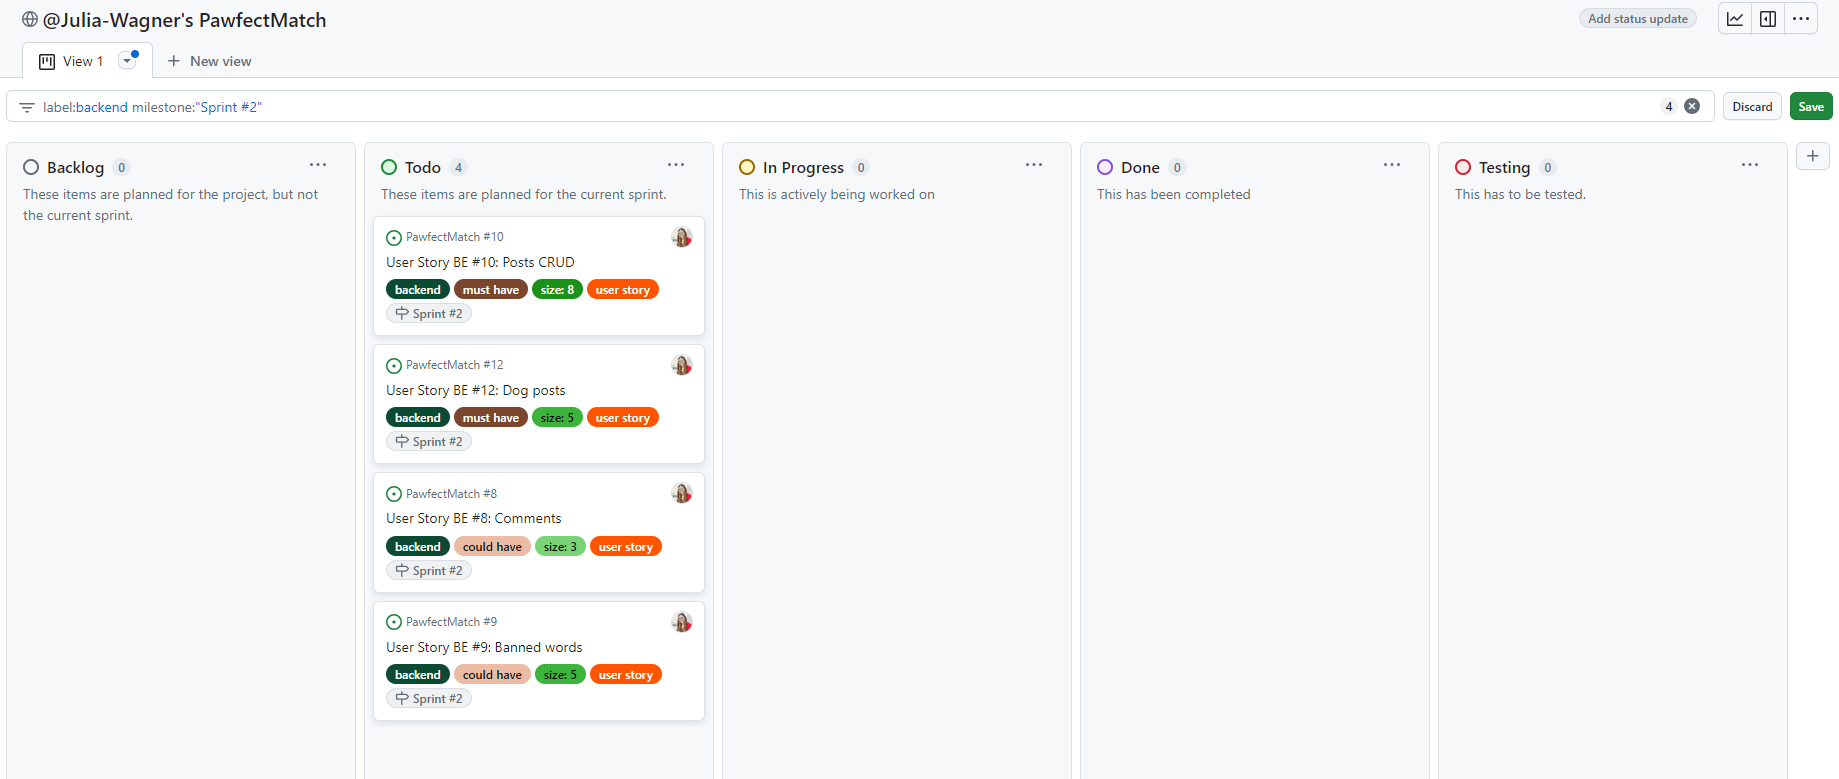 @Julia-Wagner's PawfectMatch
Add status update
View 1
New view
label:backend milestone:"Sprint #2"
4
Discard
Save
Backlog 0
These items are planned for the project, but not
the current sprint.
Todo 4
These items are planned for the current sprint.
PawfectMatch #10
User Story BE #10: Posts CRUD
backend must have size: 8 user story
Sprint #2
PawfectMatch #12
User Story BE #12: Dog posts
backend must have size: 5 user story
Sprint #2
PawfectMatch #8
User Story BE #8: Comments
backend could have size: 3 user story
Sprint #2
PawfectMatch #9
User Story BE #9: Banned words
backend could have size: 5 user story
Sprint #2
In Progress 0
This is actively being worked on
Done 0
This has been completed
Testing 0
This has to be tested.